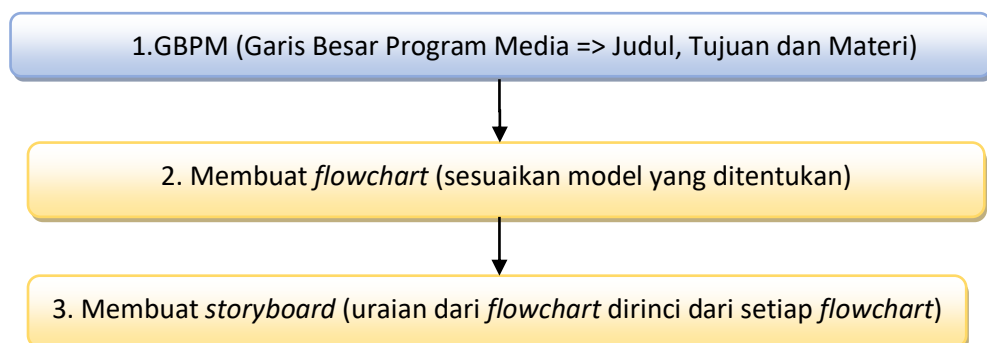 1.GBPM (Garis Besar Program Media => Judul, Tujuan dan Materi)
2. Membuat flowchart (sesuaikan model yang ditentukan)
3. Membuat storyboard (uraian dari flowchart dirinci dari setiap flowchart)